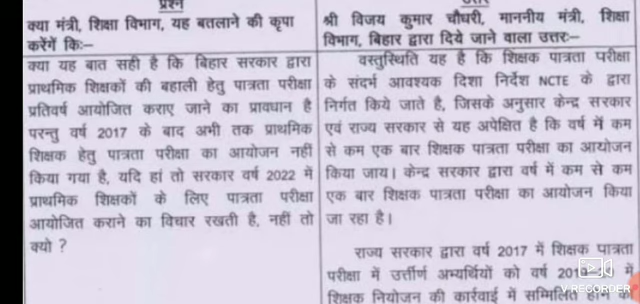 प्रश्न
क्या मंत्री, शिक्षा विभाग, यह बतलाने की कृपा
करेंगें कि:–
क्या यह बात सही है कि बिहार सरकार द्वारा
प्राथमिक शिक्षकों की बहाली हेतु पात्रता परीक्षा
प्रतिवर्ष आयोजित कराए जाने का प्रावधान है
परन्तु वर्ष 2017 के बाद अभी तक प्राथमिक
शिक्षक हेतु पात्रता परीक्षा का आयोजन नहीं
किया गया है, यदि हां तो सरकार वर्ष 2022 में
प्राथमिक शिक्षकों के लिए पात्रता परीक्षा
आयोजित कराने का विचार रखती है, नहीं तो
क्यो ?
उत्तर
श्री विजय कुमार चौधरी, माननीय मंत्री, शिक्षा
विभाग, बिहार द्वारा दिये जाने वाला उत्तर:–
वस्तुस्थिति यह है कि शिक्षक पात्रता परीक्षा
के संदर्भ आवश्यक दिशा निर्देश NCTE के द्वारा
निर्गत किये जाते है, जिसके अनुसार केन्द्र सरकार
एवं राज्य सरकार से यह अपेक्षित है कि वर्ष में कम
से कम एक बार शिक्षक पात्रता परीक्षा का आयोजन
किया जाय। केन्द्र सरकार द्वारा वर्ष में कम से कम
एक बार शिक्षक पात्रता परीक्षा का आयोजन किया
जा रहा है।
राज्य सरकार द्वारा वर्ष 2017 में शिक्षक पात्रता
परीक्षा में उर्त्तीण अभ्यर्थियों को वर्ष में
शिक्षक नियोजन की कार्रवाई में सम्मिलित
V RECORDER